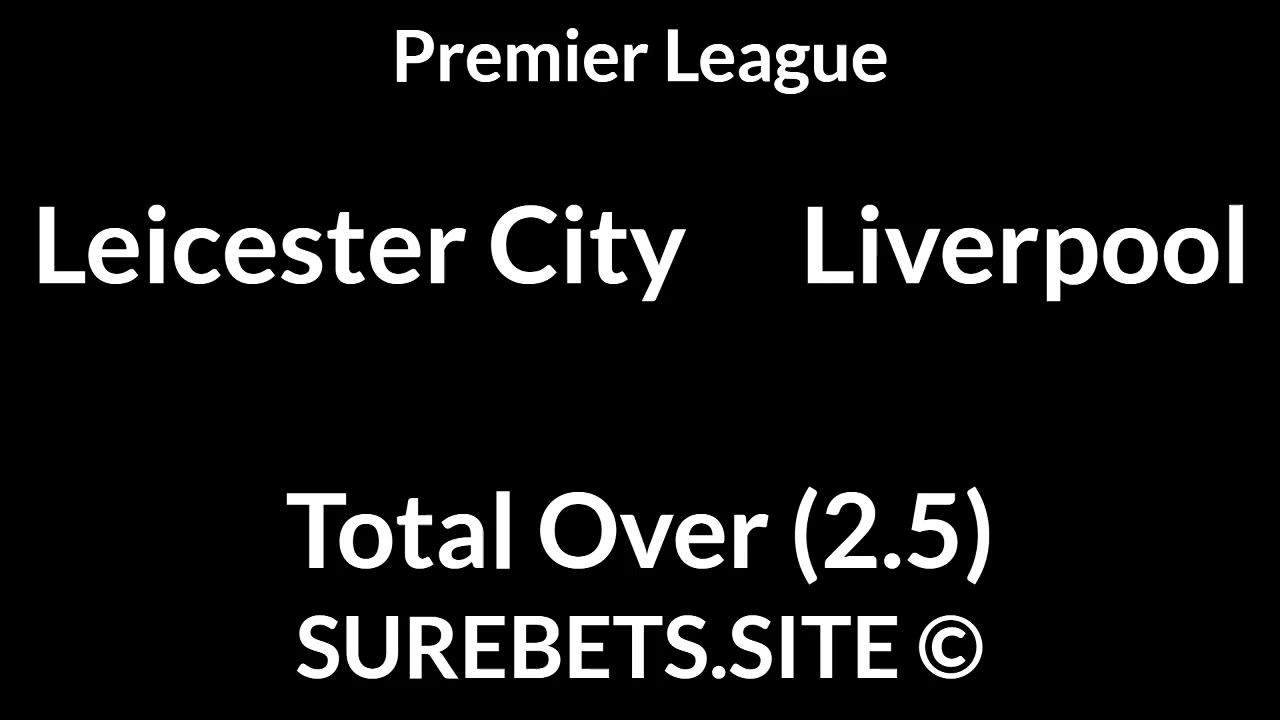 Premier League
Leicester City Liverpool
Total Over (2.5)
SUREBETS.SITE ©